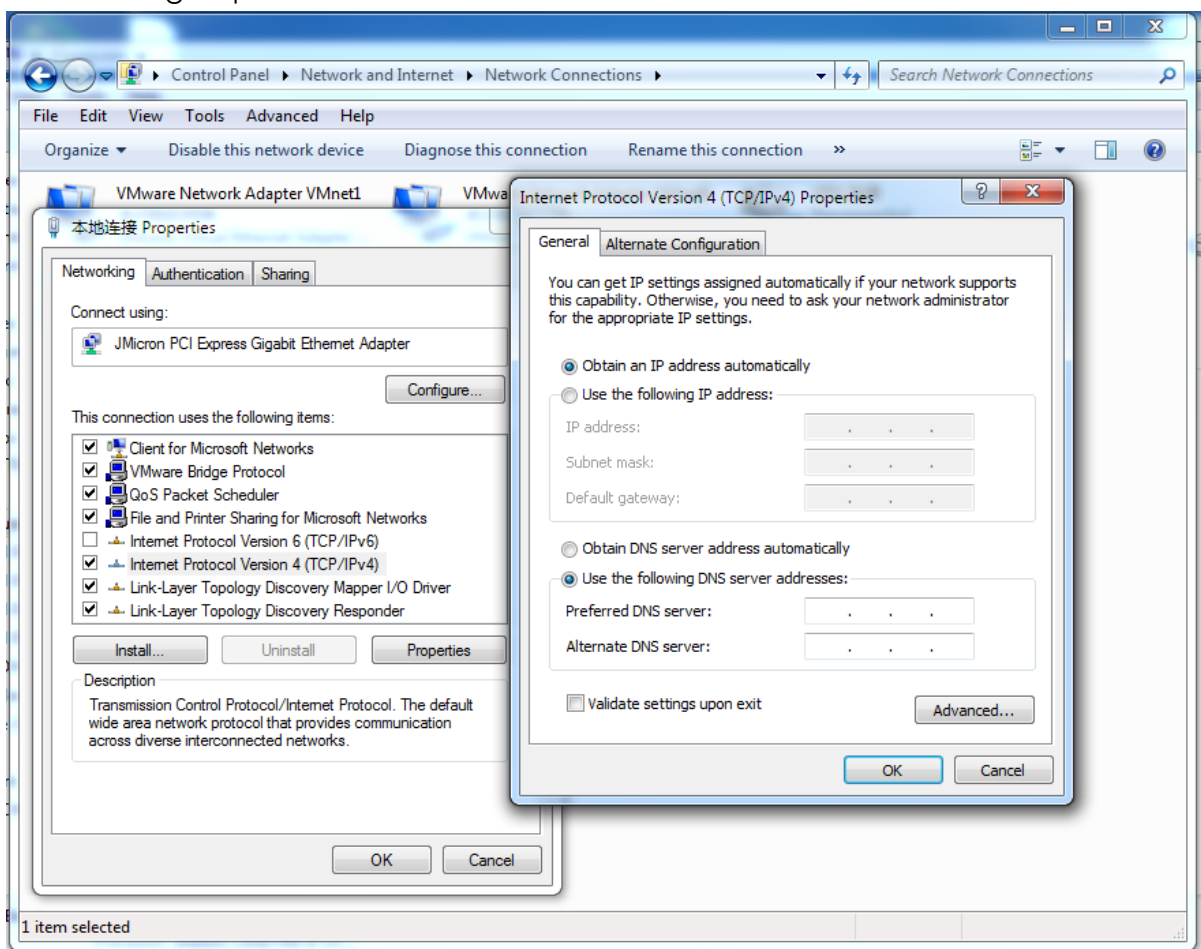 Control Panel ▸ Network and Internet ▸ Network Connections ▸
Search Network Connections
File Edit View Tools Advanced Help
Organize Disable this network device Diagnose this connection Rename this connection »
VMware Network Adapter VMnet1
本地连接 Properties
Networking Authentication Sharing
Connect using:
JMicron PCI Express Gigabit Ethernet Adapter
Configure...
This connection uses the following items:
Client for Microsoft Networks
VMware Bridge Protocol
QoS Packet Scheduler
File and Printer Sharing for Microsoft Networks
Internet Protocol Version 6 (TCP/IPv6)
Internet Protocol Version 4 (TCP/IPv4)
Link-Layer Topology Discovery Mapper I/O Driver
Link-Layer Topology Discovery Responder
Install... Uninstall Properties
Description
Transmission Control Protocol/Internet Protocol. The default
wide area network protocol that provides communication
across diverse interconnected networks.
OK Cancel
Internet Protocol Version 4 (TCP/IPv4) Properties
General Alternate Configuration
You can get IP settings assigned automatically if your network supports
this capability. Otherwise, you need to ask your network administrator
for the appropriate IP settings.
Obtain an IP address automatically
Use the following IP address:
IP address:
Subnet mask:
Default gateway:
Obtain DNS server address automatically
Use the following DNS server addresses:
Preferred DNS server:
Alternate DNS server:
Validate settings upon exit
Advanced...
OK Cancel
1 item selected